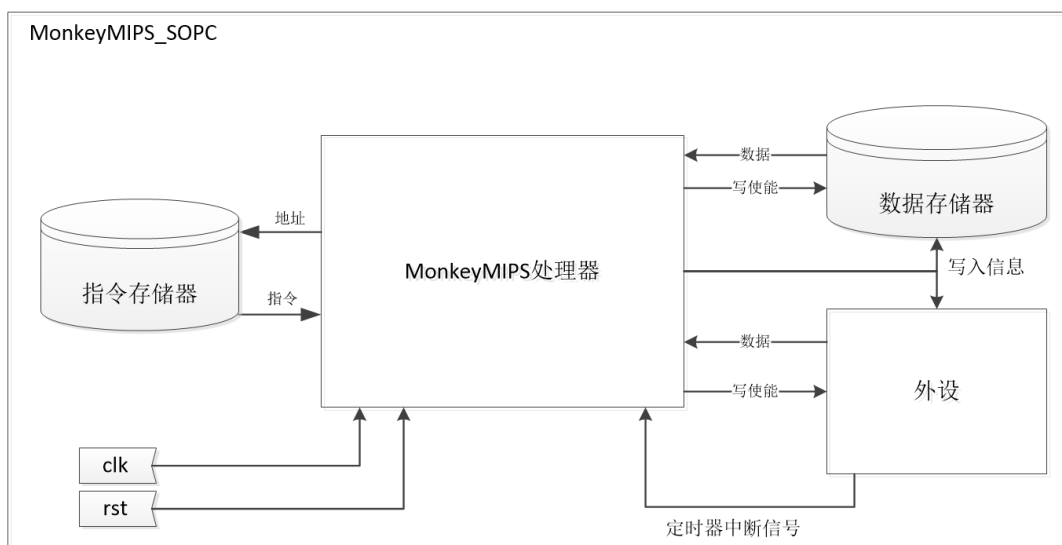 MonkeyMIPS_SOPC
数据
写使能
数据存储器
地址
指令存储器
指令
MonkeyMIPS处理器
写入信息
数据
写使能
外设
clk
rst
定时器中断信号